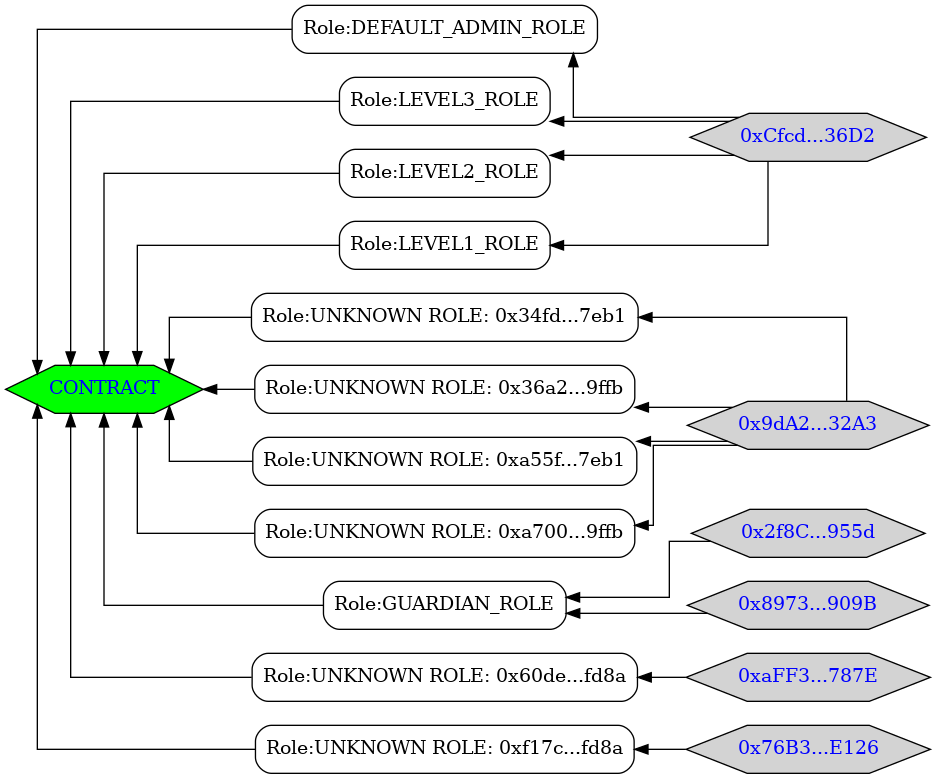 Role:DEFAULT_ADMIN_ROLE
Role:LEVEL3_ROLE
0xCfcd...36D2
Role:LEVEL2_ROLE
Role:LEVEL1_ROLE
Role:UNKNOWN ROLE: 0x34fd...7eb1
CONTRACT
Role:UNKNOWN ROLE: 0x36a2...9ffb
0x9dA2...32A3
Role:UNKNOWN ROLE: 0xa55f...7eb1
Role:UNKNOWN ROLE: 0xa700...9ffb
0x2f8C...955d
Role:GUARDIAN_ROLE
0x8973...909B
Role:UNKNOWN ROLE: 0x60de...fd8a
0xaFF3...787E
Role:UNKNOWN ROLE: 0xf17c...fd8a
0x76B3...E126